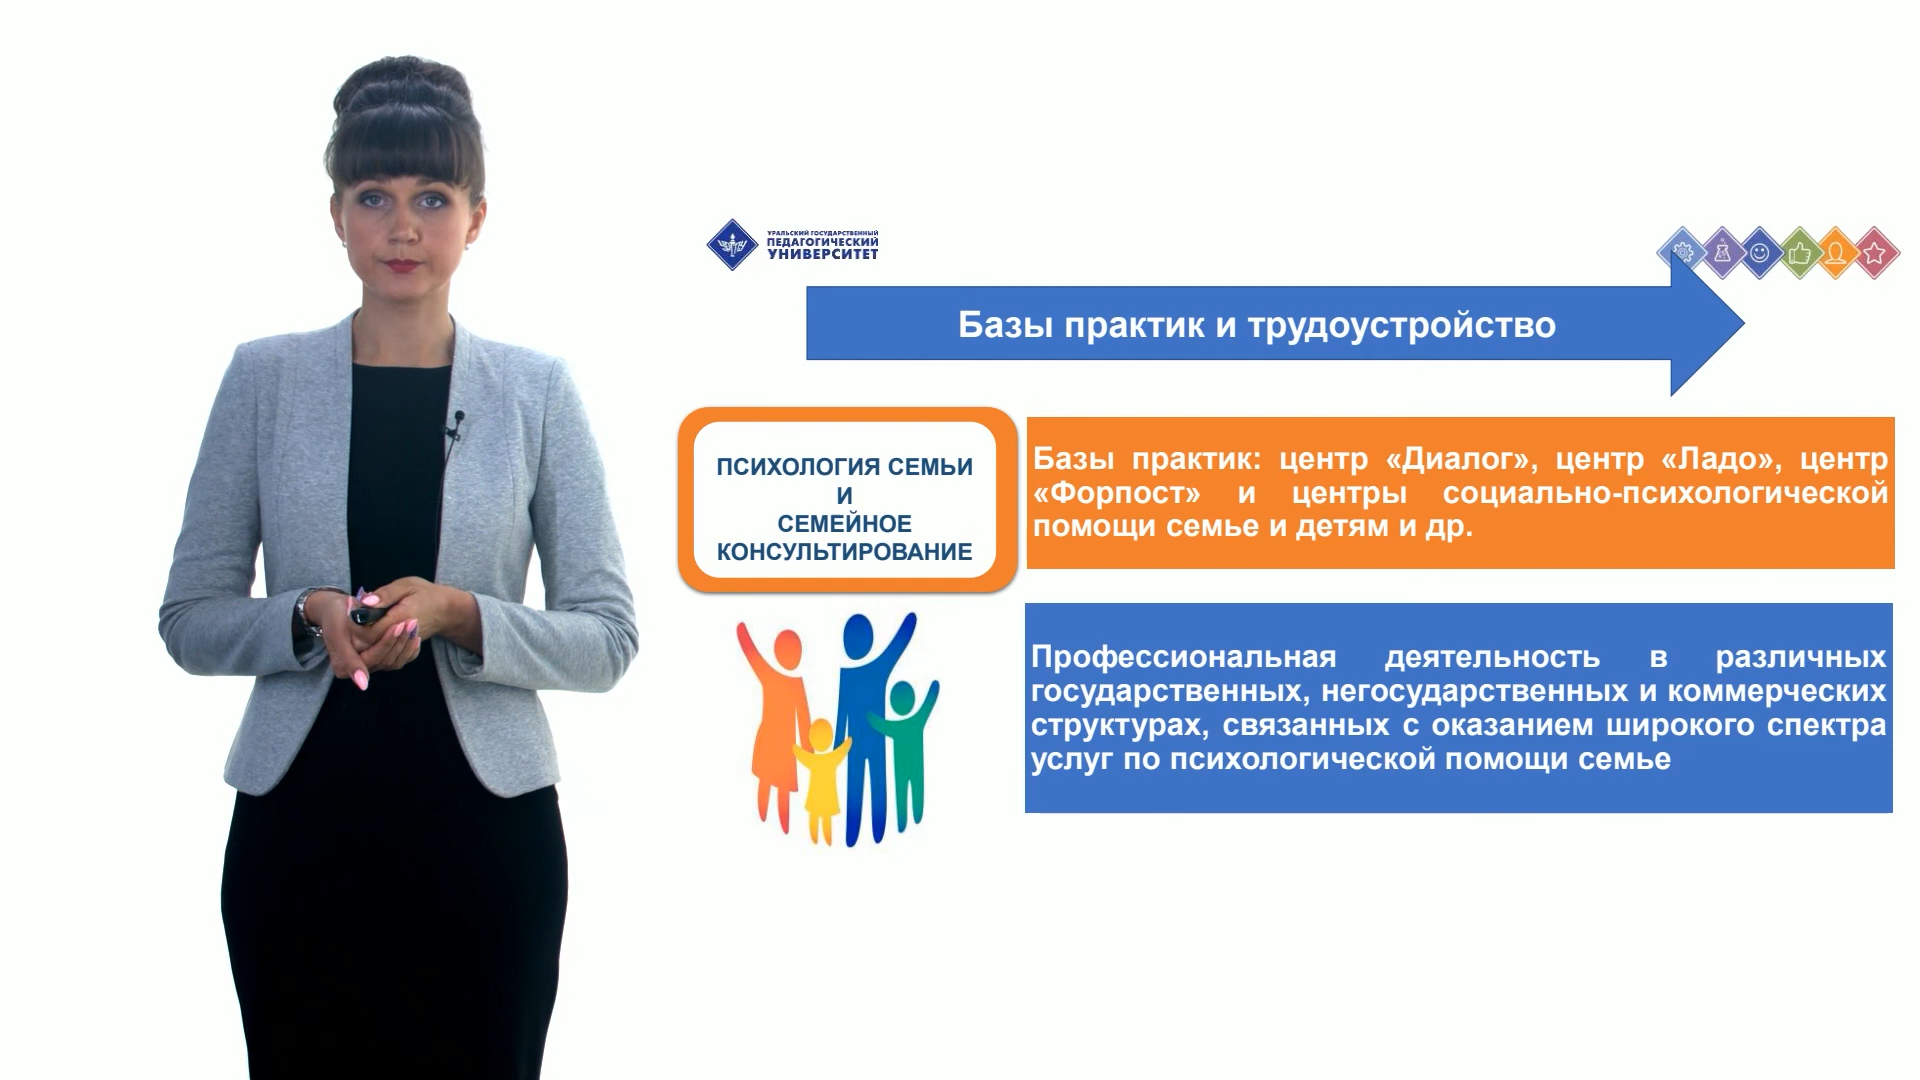 УРАЛЬСКИЙ ГОСУДАРСТВЕННЫЙ
ПЕДАГОГИЧЕСКИЙ
УНИВЕРСИТЕТ
Базы практик и трудоустройство
ПСИХОЛОГИЯ СЕМЬИ
И
СЕМЕЙНОЕ
КОНСУЛЬТИРОВАНИЕ
Базы практик: центр «Диалог», центр «Ладо», центр
«Форпост» и центры социально-психологической
помощи семье и детям и др.
Профессиональная деятельность в различных
государственных, негосударственных и коммерческих
структурах, связанных с оказанием широкого спектра
услуг по психологической помощи семье